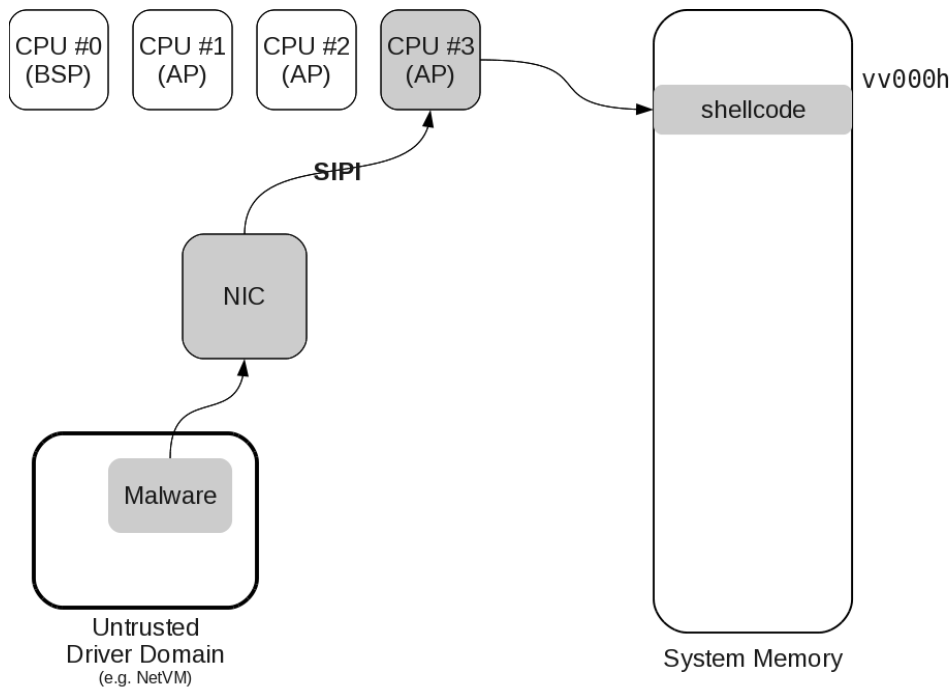 CPU #0
(BSP)
CPU #1
(AP)
CPU #2
(AP)
CPU #3
(AP)
vv000h
shellcode
SIPI
NIC
Malware
Untrusted
Driver Domain
(e.g. NetVM)
System Memory